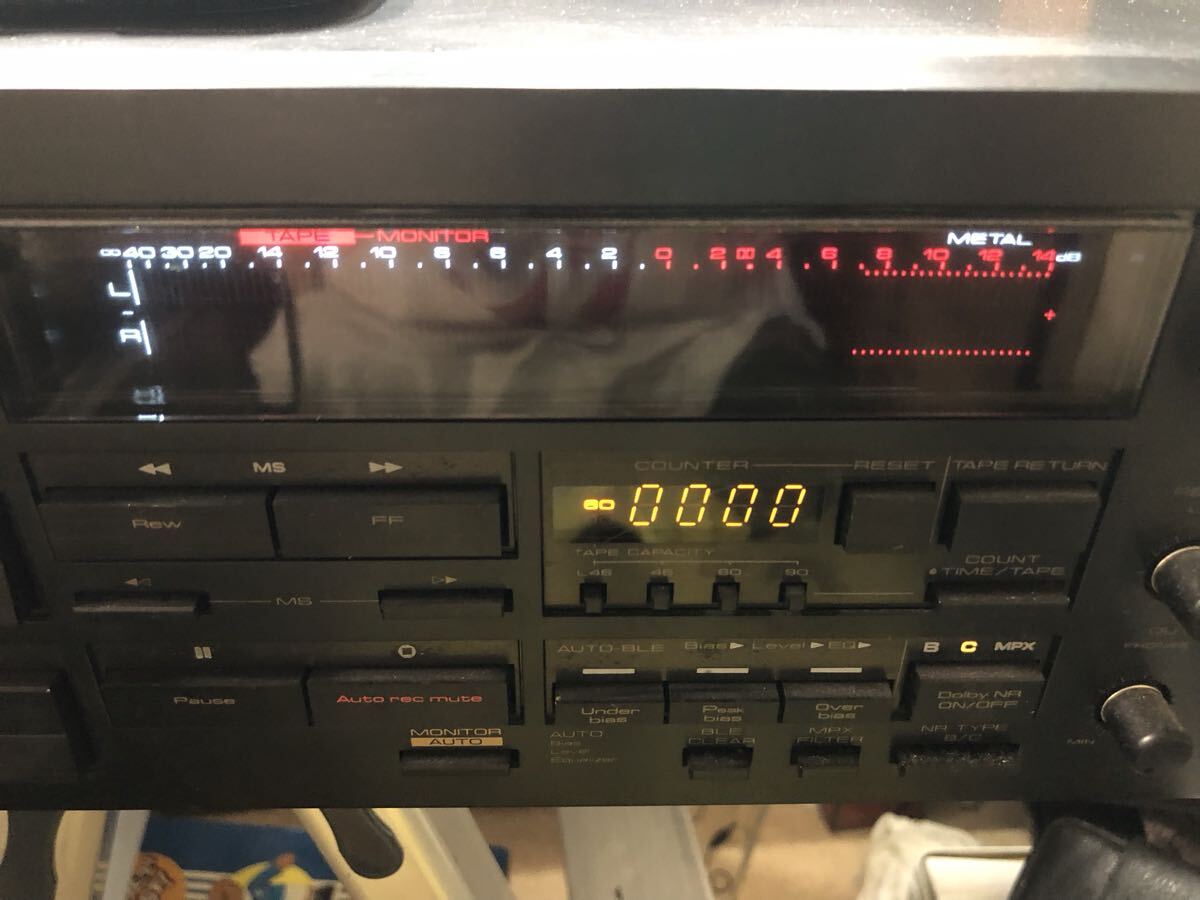 TAPE MONITOR METAL
∞ 40 30 20 14 12 10 8 6 4 2 0 2 4 6 8 10 12 14 dB
L
R
◀◀ MS ▶▶
Rew FF
COUNTER RESET TAPE RETURN
60 0000
TAPE CAPACITY
L46 46 60 90
COUNT
TIME/TAPE
MS
AUTO-BLE Bias▶ Level▶ EQ▶ B C MPX
Pause Auto rec mute
Under bias Peak bias Over bias
Dolby NR ON/OFF
MONITOR
AUTO
AUTO
Bias
Level
Equalizer
BLE CLEAR
MPX FILTER
NR TYPE B/C
PHONES
MIN